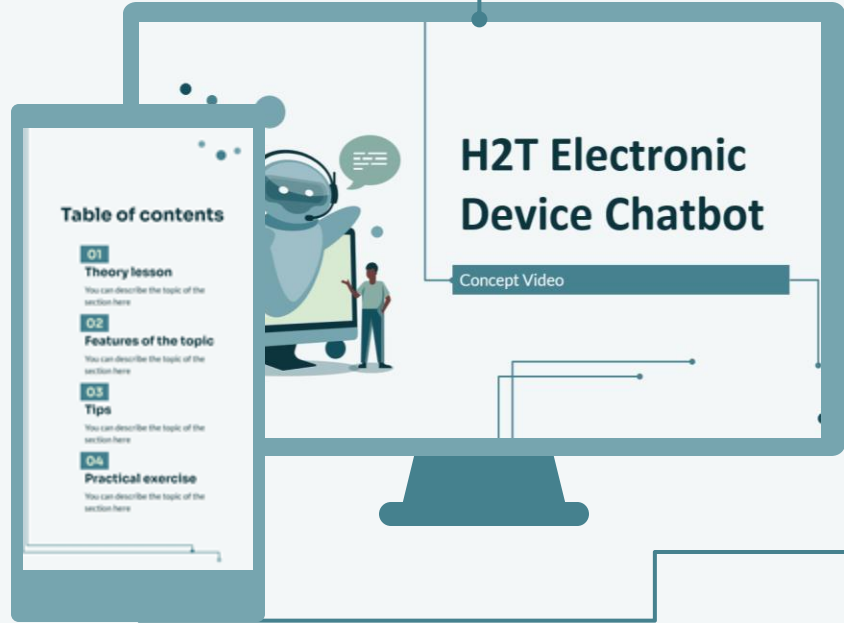 H2T Electronic
Device Chatbot
Concept Video
Table of contents
01
Theory lesson
You can describe the topic of the
section here
02
Features of the topic
You can describe the topic of the
section here
03
Tips
You can describe the topic of the
section here
04
Practical exercise
You can describe the topic of the
section here